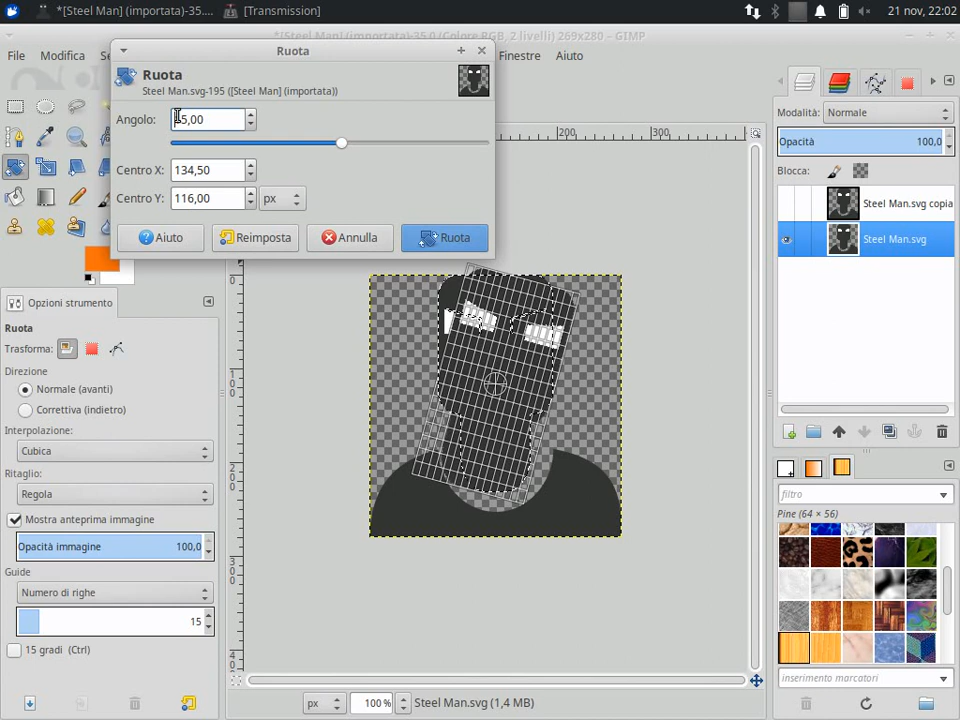 *[Steel Man] (importata)-35.... [Transmission] 21 nov, 22:02
*[Steel Man] (importata)-35.0 (Colore RGB, 2 livelli) 269x280 – GIMP
File Modifica Finestre Aiuto
Ruota
Ruota
Steel Man.svg-195 ([Steel Man] (importata))
Angolo: 5,00
Centro X: 134,50
Centro Y: 116,00 px
Aiuto Reimposta Annulla Ruota
200 300
0
100
200
300
Opzioni strumento
Ruota
Trasforma:
Direzione
Normale (avanti)
Correttiva (indietro)
Interpolazione:
Cubica
Ritaglio:
Regola
Mostra anteprima immagine
Opacità immagine 100,0
Guide
Numero di righe
15
15 gradi (Ctrl)
px 100 % Steel Man.svg (1,4 MB)
Modalità: Normale
Opacità 100,0
Blocca:
Steel Man.svg copia
Steel Man.svg
filtro
Pine (64 × 56)
inserimento marcatori